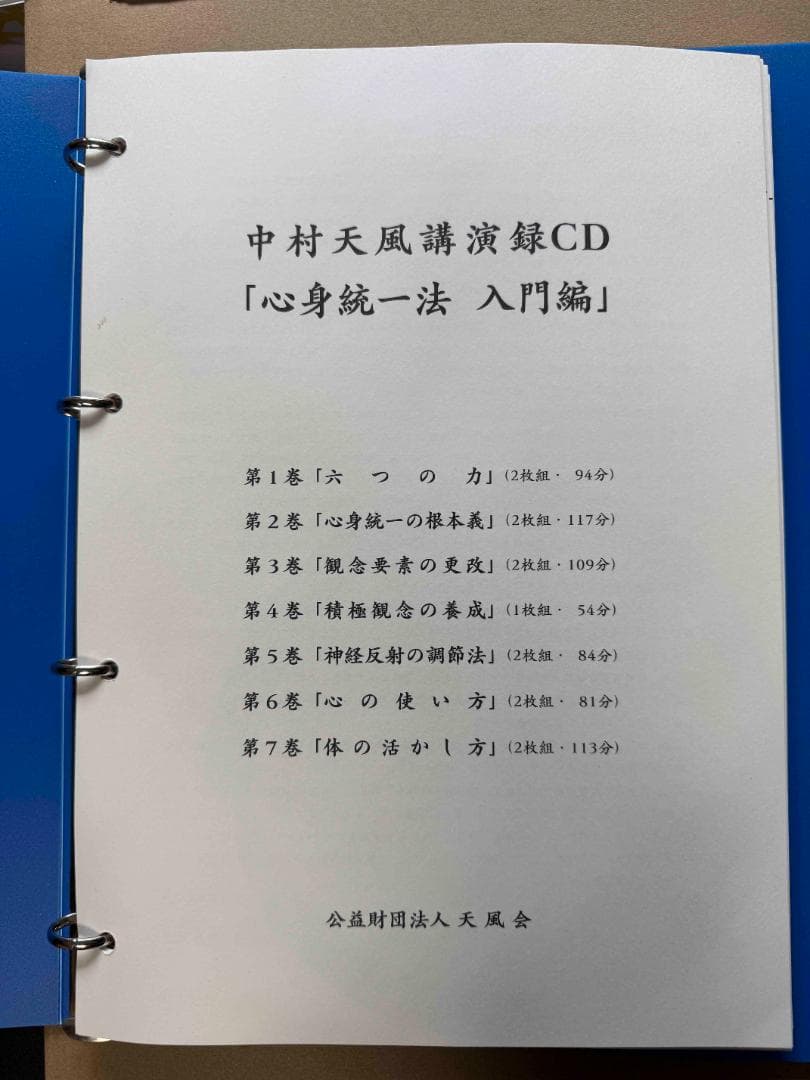 中村天風講演録CD
「心身統一法 入門編」
第1巻「六つの力」(2枚組・ 94分)
第2巻「心身統一の根本義」(2枚組・117分)
第3巻「観念要素の更改」(2枚組・109分)
第4巻「積極観念の養成」(1枚組・ 54分)
第5巻「神経反射の調節法」(2枚組・ 84分)
第6巻「心の使い方」(2枚組・ 81分)
第7巻「体の活かし方」(2枚組・113分)
公益財団法人 天風会